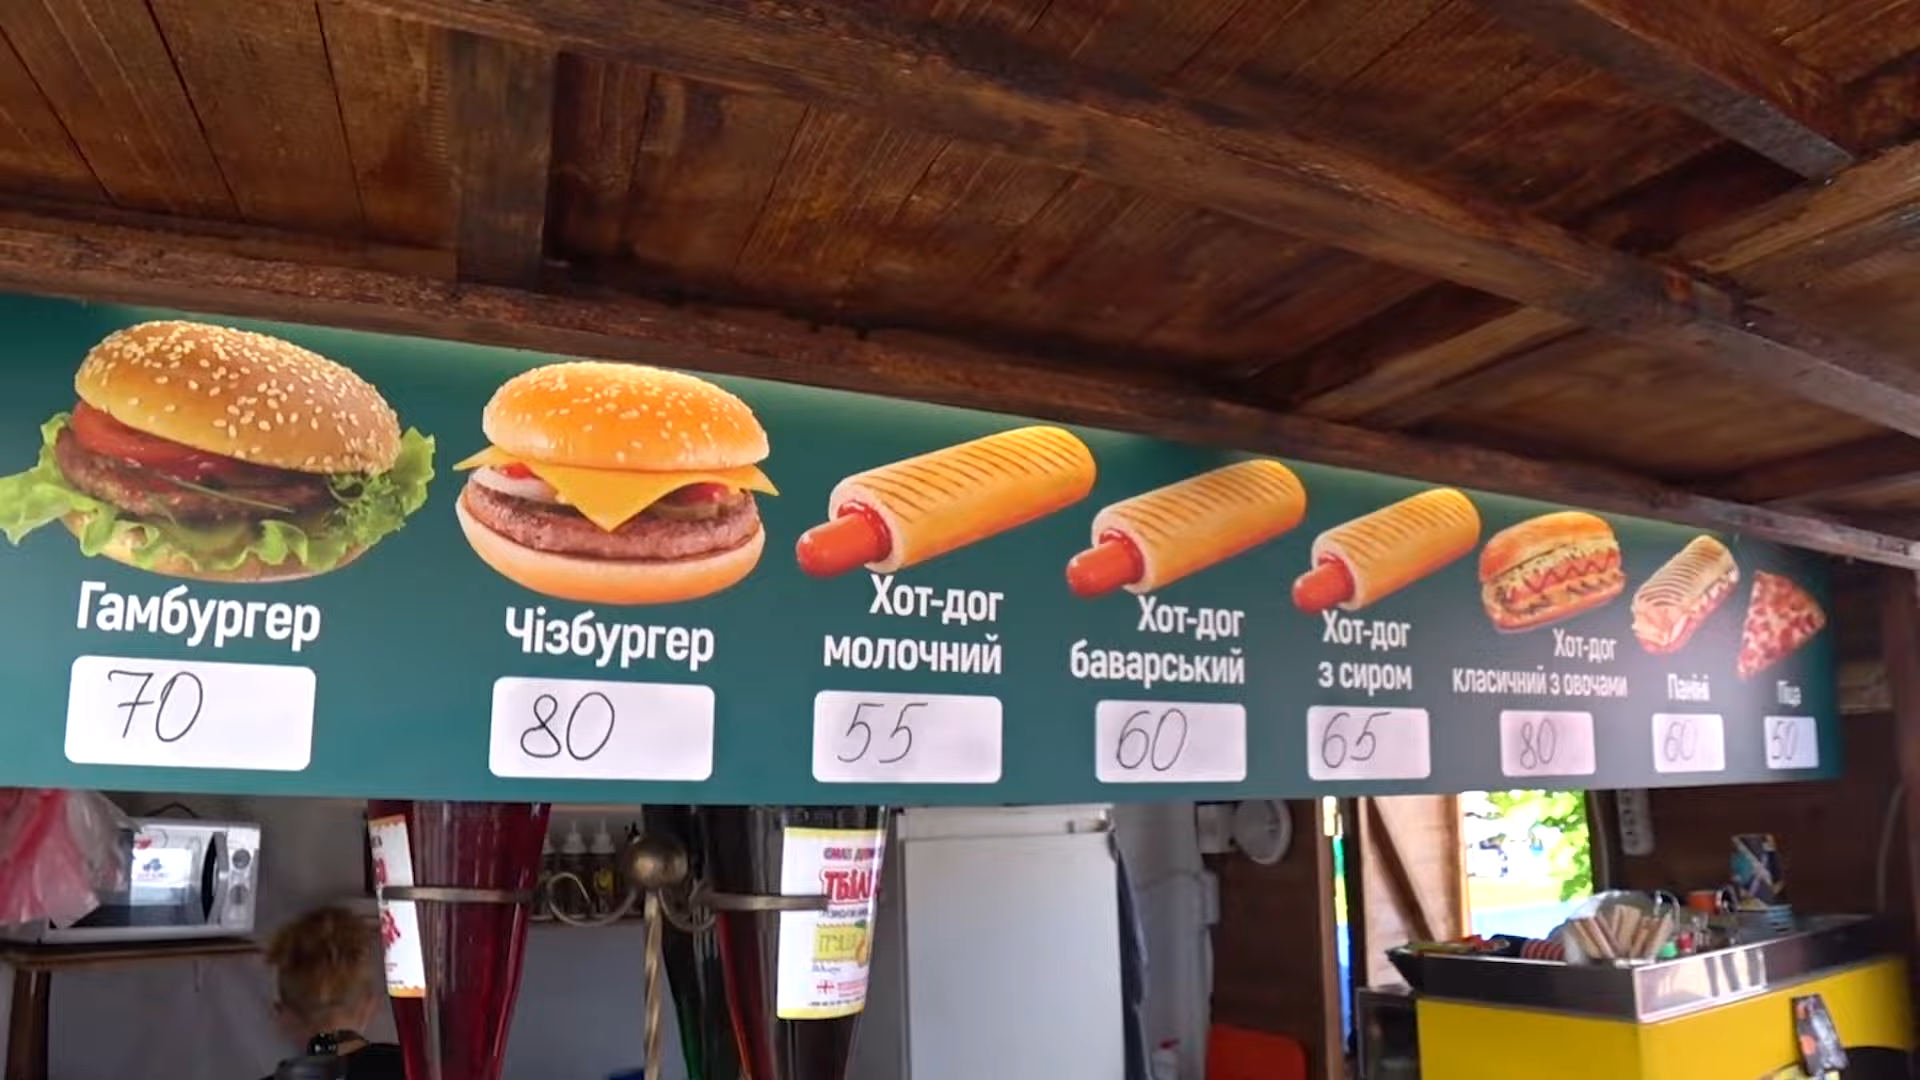 Гамбургер
70
Чізбургер
80
Хот-дог
молочний
55
Хот-дог
баварський
60
Хот-дог
з сиром
65
Хот-дог
класичний з овочами
80
Паніні
60
Піца
50